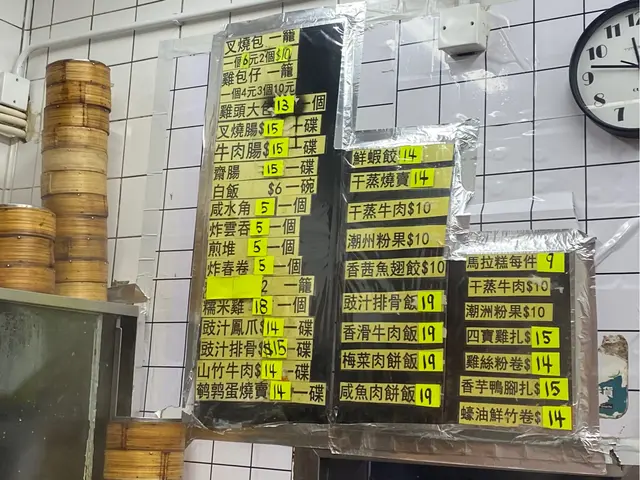 叉燒包 一籠
一個6元2個$10
雞包仔 一籠
一個4元3個10元
雞頭大包 13 一個
叉燒腸$15 一碟
牛肉腸$15 一碟
齋腸 15 一碟
白飯 $6 一碗
咸水角 5 一個
炸雲吞 5 一個
煎堆 5 一個
炸春卷 5 一個
2
糯米雞 18 一個
豉汁鳳爪$14 一碟
豉汁排骨$15 一碟
山竹牛肉$14 一碟
鹌鹑蛋燒賣 14 一碟
鮮蝦餃 14
干蒸燒賣 14
干蒸牛肉$10
潮州粉果$10
香茜魚翅餃$10
豉汁排骨飯 19
香滑牛肉飯 19
梅菜肉餅飯 19
咸魚肉餅飯 19
馬拉糕每件 9
干蒸牛肉$10
潮洲粉果$10
四寶雞扎$15
雞絲粉卷$14
香芋鴨腳扎$15
蠔油鮮竹卷$14